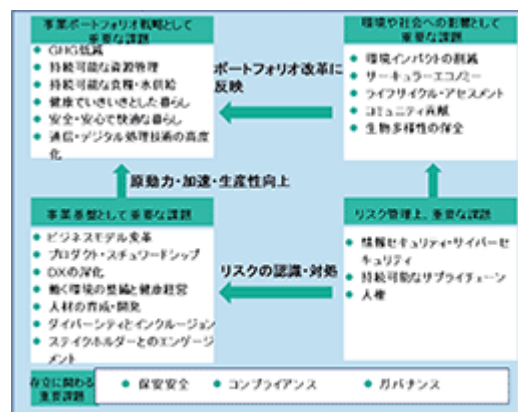 事業ポートフォリオ戦略として
重要な課題
GHG低減
持続可能な資源管理
持続可能な食糧・水供給
健康でいきいきとした暮らし
安全・安心で快適な暮らし
通信・デジタル処理技術の高度
化
ポートフォリオ改革に
反映
環境や社会への影響として
重要な課題
環境インパクトの削減
サーキュラーエコノミー
ライフサイクル・アセスメント
コミュニティ貢献
生物多様性の保全
原動力・加速・生産性向上
事業基盤として重要な課題
ビジネスモデル変革
プロダクト・スチュワードシップ
DXの深化
働く環境の整備と健康経営
人材の育成・開発
ダイバーシティとインクルージョン
ステイクホルダーとのエンゲージ
メント
リスクの認識・対処
リスク管理上、重要な課題
情報セキュリティ・サイバーセ
キュリティ
持続可能なサプライチェーン
人権
存立に関わる
重要課題
保安安全
コンプライアンス
ガバナンス